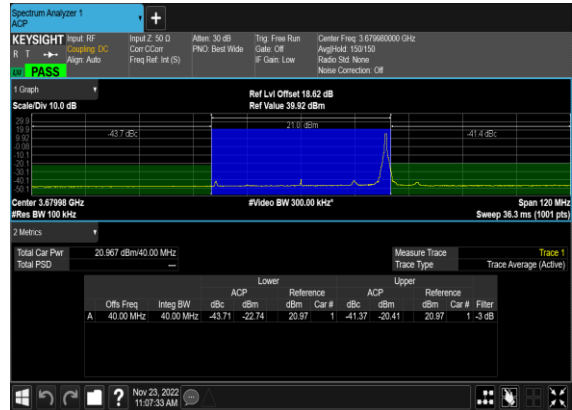 Spectrum Analyzer 1
ACP
+
KEYSIGHT Input: RF Input Z: 50 Ω Atten: 30 dB Trig: Free Run Center Freq: 3.679980000 GHz
R T Coupling: DC Corr CCorr PNO: Best Wide Gate: Off Avg|Hold: 150/150
Align: Auto Freq Ref: Int (S) IF Gain: Low Radio Std: None
LW PASS Noise Correction: Off
1 Graph Ref Lvl Offset 18.62 dB
Scale/Div 10.0 dB Ref Value 39.92 dBm
29.9
19.9 -43.7 dBc 21.0 dBm -41.4 dBc
9.92
-0.08
-10.1
-20.1
-30.1
-40.1
-50.1
Center 3.67998 GHz #Video BW 300.00 kHz* Span 120 MHz
#Res BW 100 kHz Sweep 36.3 ms (1001 pts)
2 Metrics
Total Car Pwr 20.967 dBm/40.00 MHz Measure Trace Trace 1
Total PSD --- Trace Type Trace Average (Active)
Lower Upper
ACP Reference ACP Reference
Offs Freq Integ BW dBc dBm dBm Car # dBc dBm dBm Car # Filter
A 40.00 MHz 40.00 MHz -43.71 -22.74 20.97 1 -41.37 -20.41 20.97 1 -3 dB
? Nov 23, 2022
11:07:33 AM